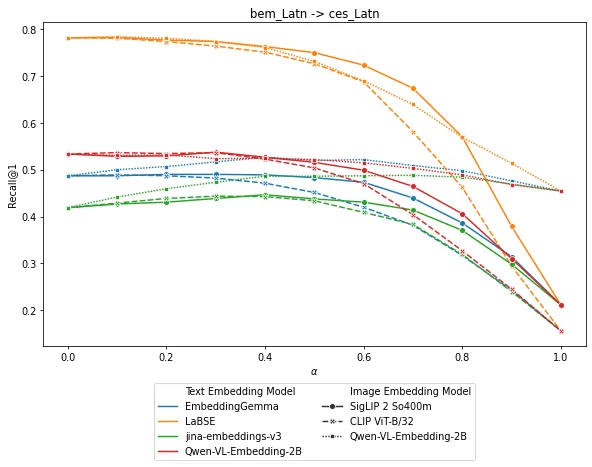 bem_Latn -> ces_Latn
0.8
0.7
0.6
0.5
0.4
0.3
0.2
Recall@1
0.0 0.2 0.4 0.6 0.8 1.0
α
Text Embedding Model Image Embedding Model
EmbeddingGemma SigLIP 2 So400m
LaBSE CLIP ViT-B/32
jina-embeddings-v3 Qwen-VL-Embedding-2B
Qwen-VL-Embedding-2B